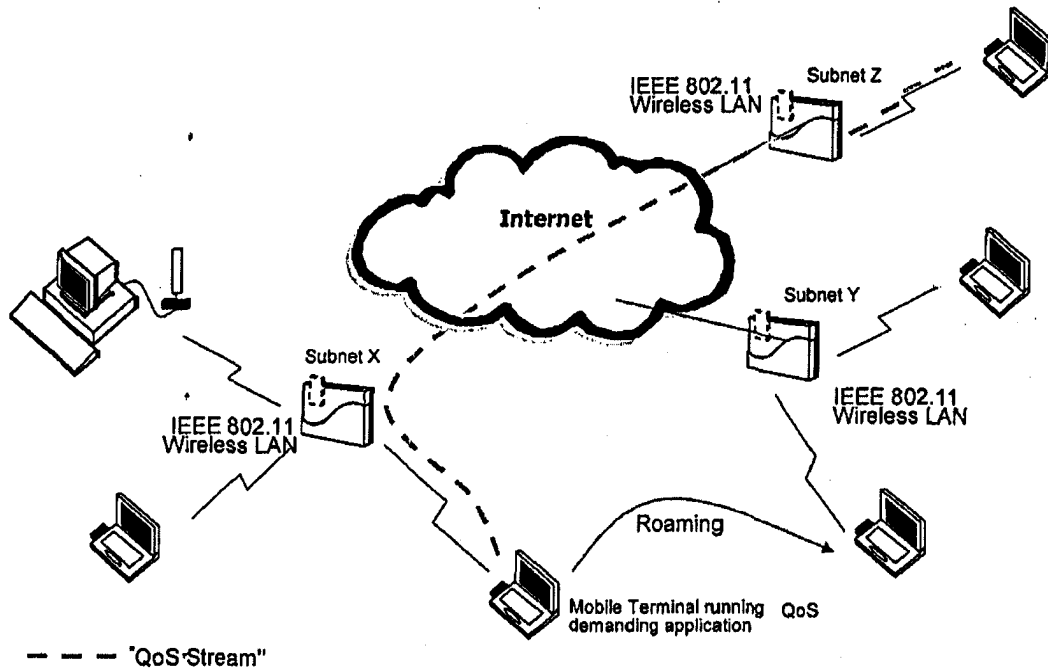 IEEE 802.11
Wireless LAN
Subnet Z
Internet
Subnet Y
Subnet X
IEEE 802.11
Wireless LAN
IEEE 802.11
Wireless LAN
Roaming
Mobile Terminal running QoS
demanding application
"QoS Stream"